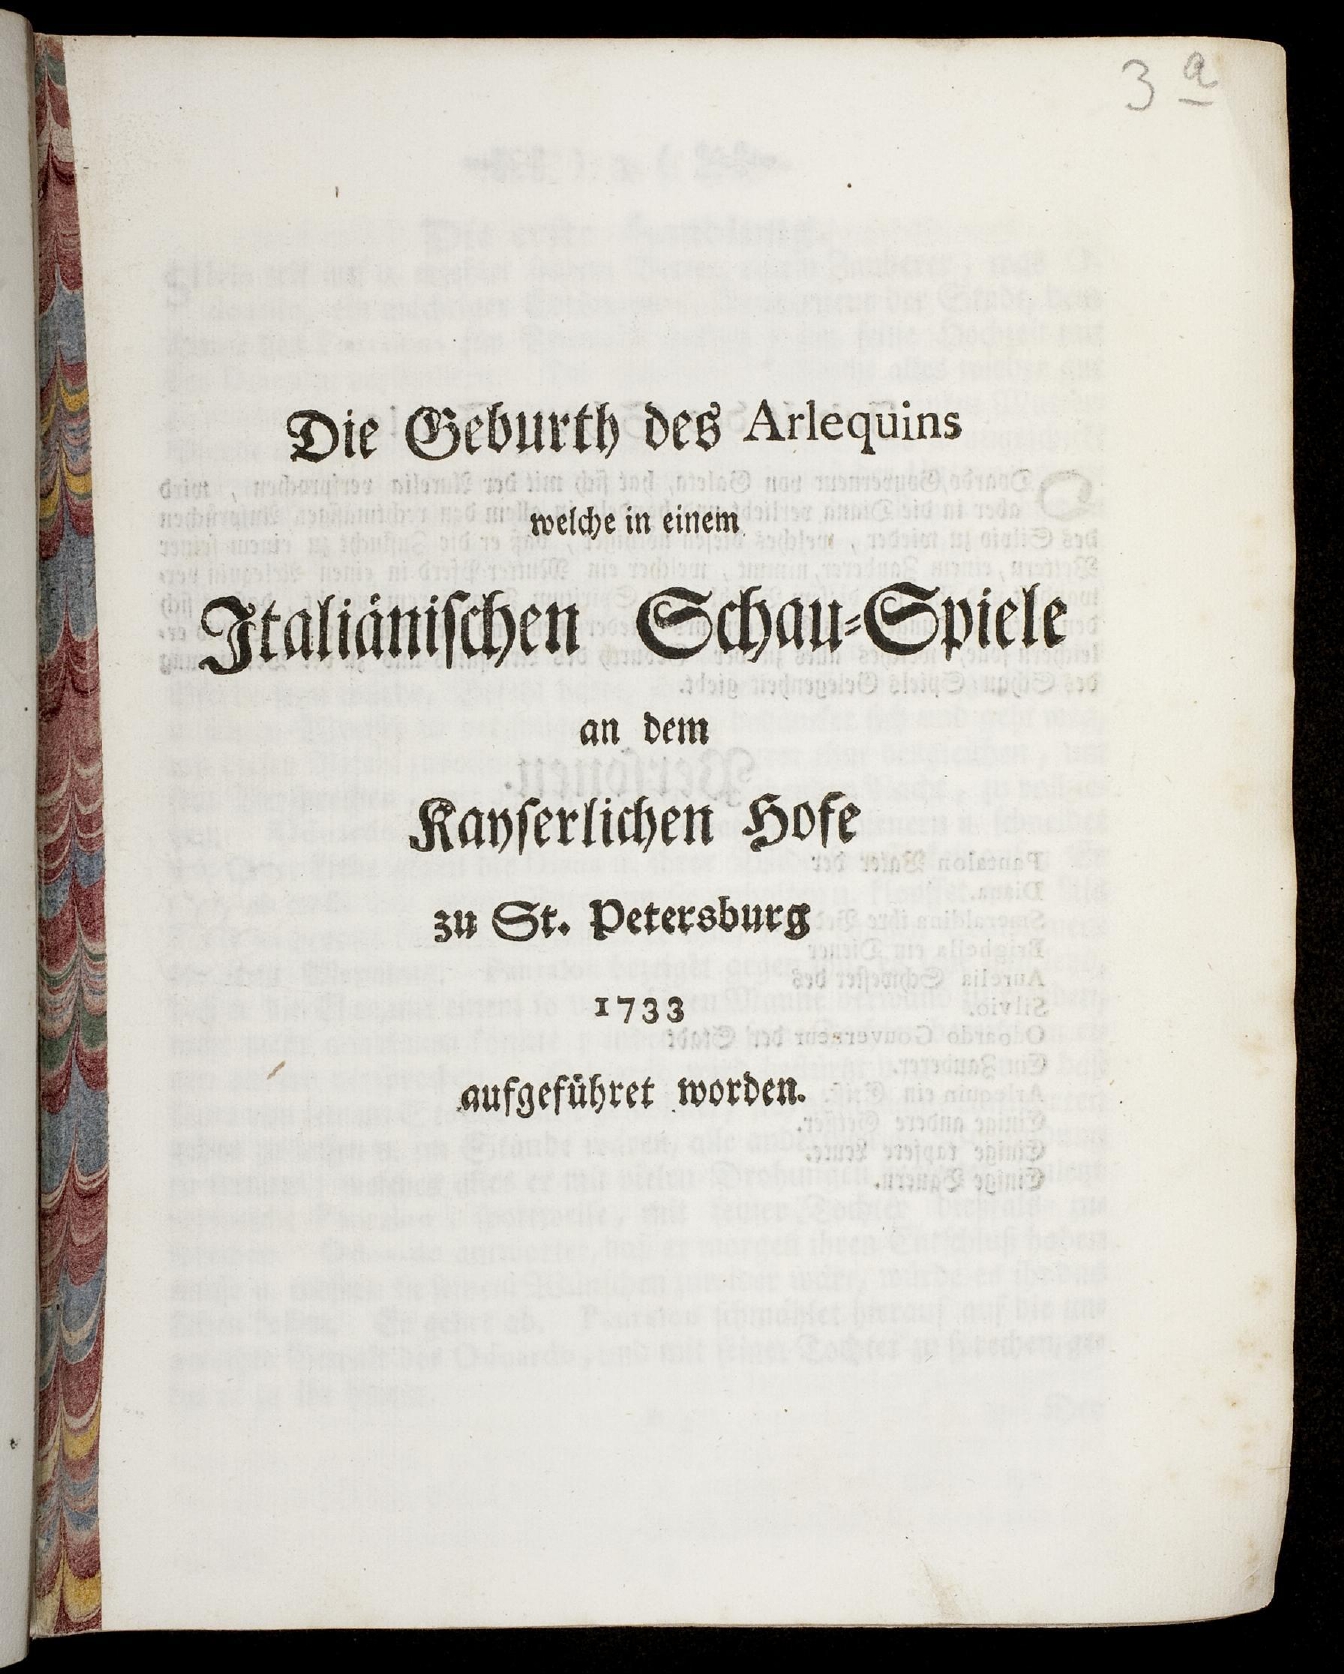 3 a
Die Geburth des Arlequins
welche in einem
Italiänischen Schau-Spiele
an dem
Kayserlichen Hofe
zu St. Petersburg
1733
aufgeführet worden.